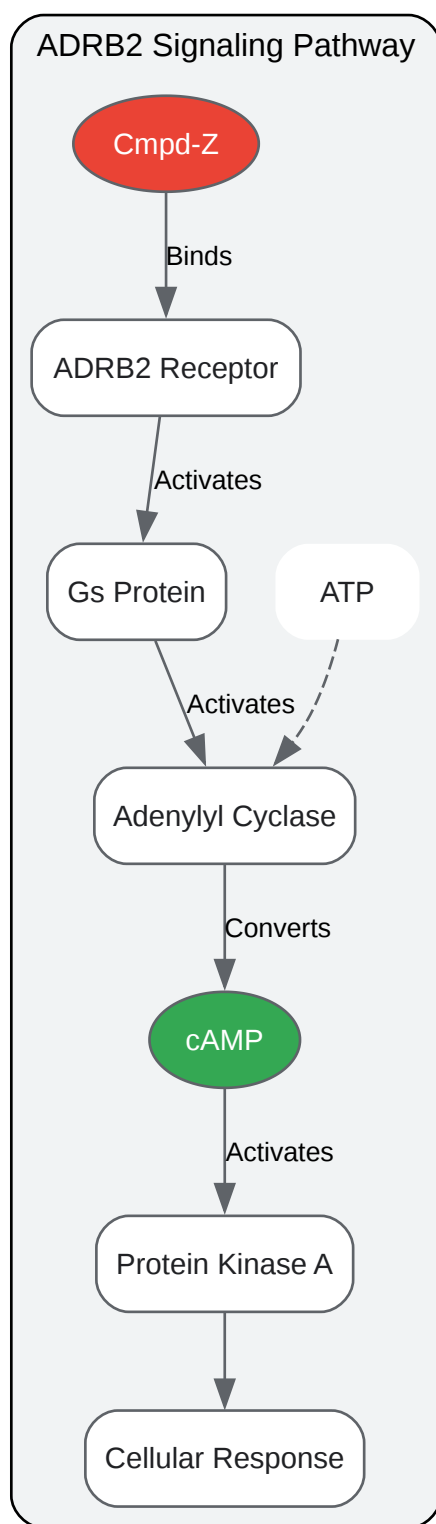 ADRB2 Signaling Pathway
Cmpd-Z
Binds
ADRB2 Receptor
Activates
Gs Protein
ATP
Activates
Adenylyl Cyclase
Converts
cAMP
Activates
Protein Kinase A
Cellular Response